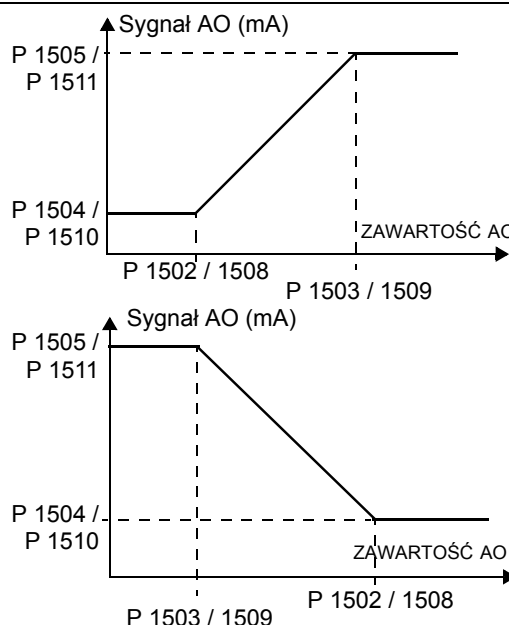 Sygnał AO (mA)
P 1505 /
P 1511
P 1504 /
P 1510
ZAWARTOŚĆ AO
P 1502 / 1508
P 1503 / 1509
Sygnał AO (mA)
P 1505 /
P 1511
P 1504 /
P 1510
ZAWARTOŚĆ AO
P 1502 / 1508
P 1503 / 1509